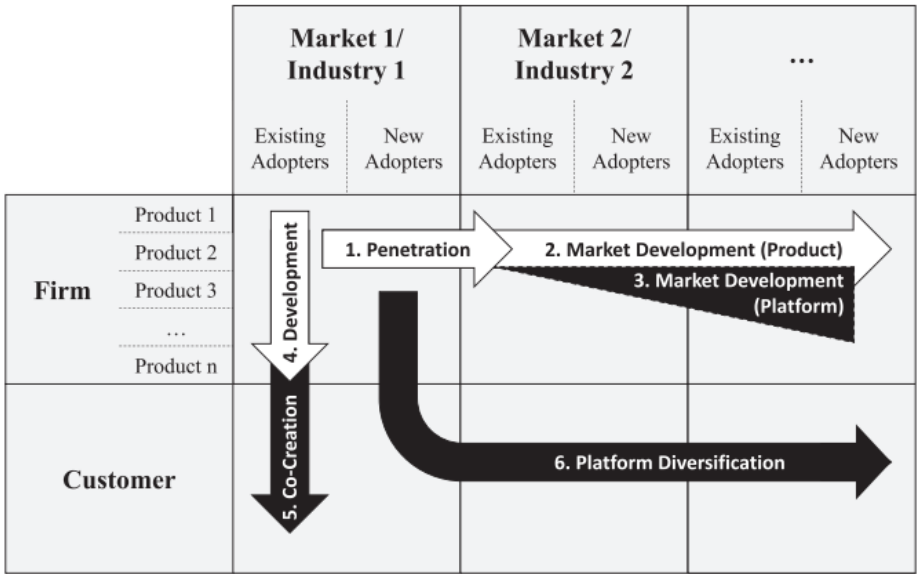 Market 1/
Industry 1
Market 2/
Industry 2
...
Existing
Adopters
New
Adopters
Existing
Adopters
New
Adopters
Existing
Adopters
New
Adopters
Firm
Product 1
Product 2
Product 3
...
Product n
1. Penetration
2. Market Development (Product)
3. Market Development
(Platform)
4. Development
Customer
5. Co-Creation
6. Platform Diversification